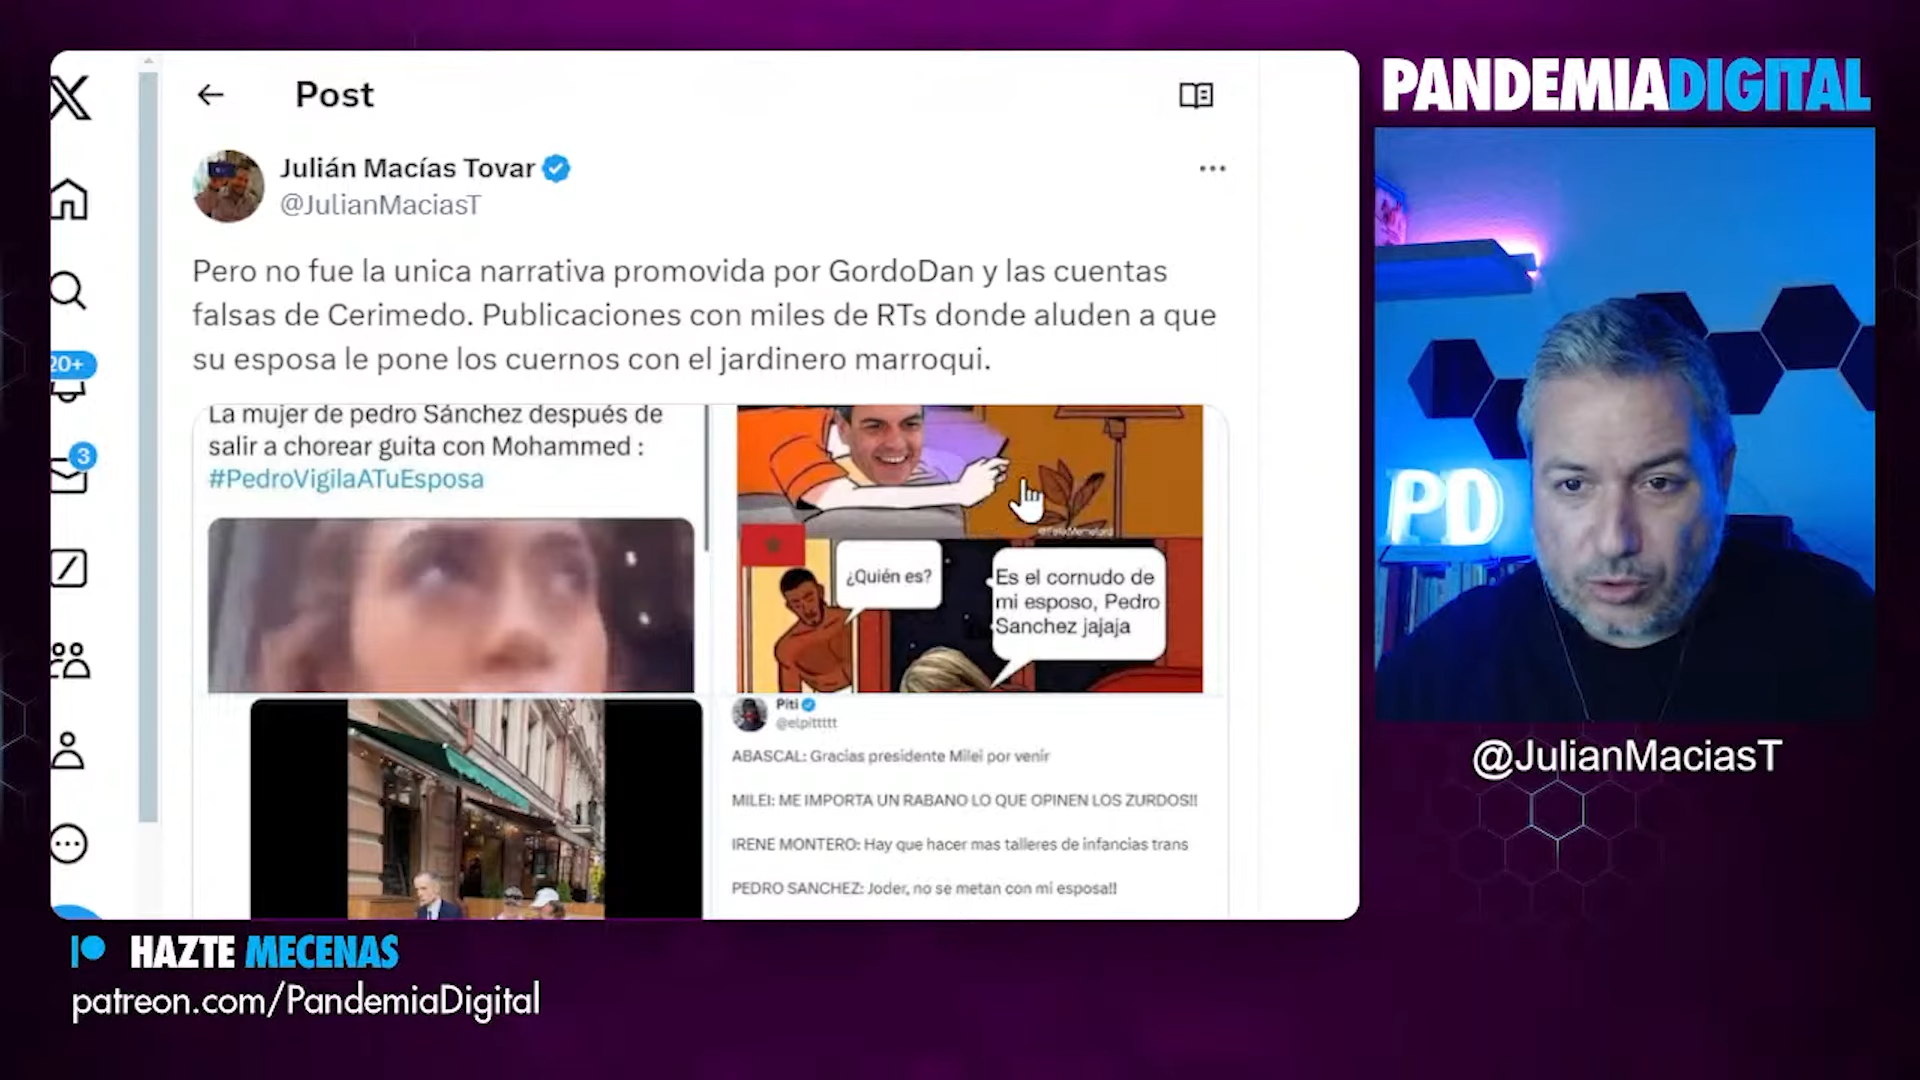 Post
Julián Macías Tovar
@JulianMaciasT
Pero no fue la unica narrativa promovida por GordoDan y las cuentas
falsas de Cerimedo. Publicaciones con miles de RTs donde aluden a que
su esposa le pone los cuernos con el jardinero marroqui.
20+
3
La mujer de pedro Sánchez después de
salir a chorear guita con Mohammed :
#PedroVigilaATuEsposa
¿Quién es?
Es el cornudo de
mi esposo, Pedro
Sanchez jajaja
Piti
@elpittttt
ABASCAL: Gracias presidente Milei por venir
MILEI: ME IMPORTA UN RABANO LO QUE OPINEN LOS ZURDOS!!
IRENE MONTERO: Hay que hacer mas talleres de infancias trans
PEDRO SANCHEZ: Joder, no se metan con mi esposa!!
PANDEMIADIGITAL
PD
@JulianMaciasT
HAZTE MECENAS
patreon.com/PandemiaDigital